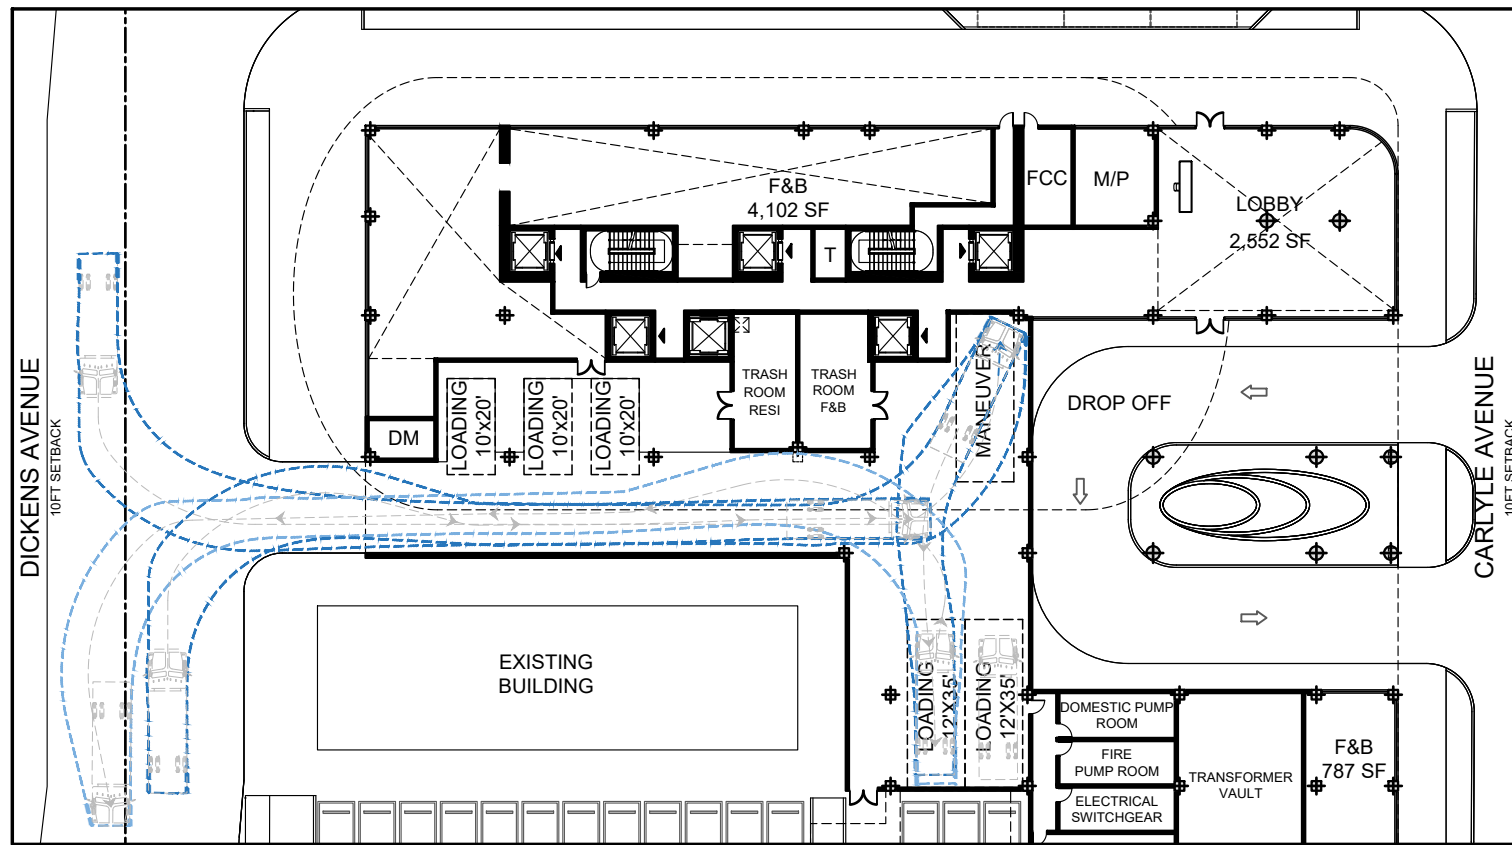 F&B
4,102 SF
FCC
M/P
LOBBY
2,552 SF
T
DICKENS AVENUE
10FT SETBACK
LOADING
10'x20'
LOADING
10'x20'
LOADING
10'x20'
DM
TRASH
ROOM
RESI
TRASH
ROOM
F&B
MANEUVER
DROP OFF
CARLYLE AVENUE
10FT SETBACK
EXISTING
BUILDING
LOADING
12'X35'
LOADING
12'X35'
DOMESTIC PUMP
ROOM
FIRE
PUMP ROOM
ELECTRICAL
SWITCHGEAR
TRANSFORMER
VAULT
F&B
787 SF